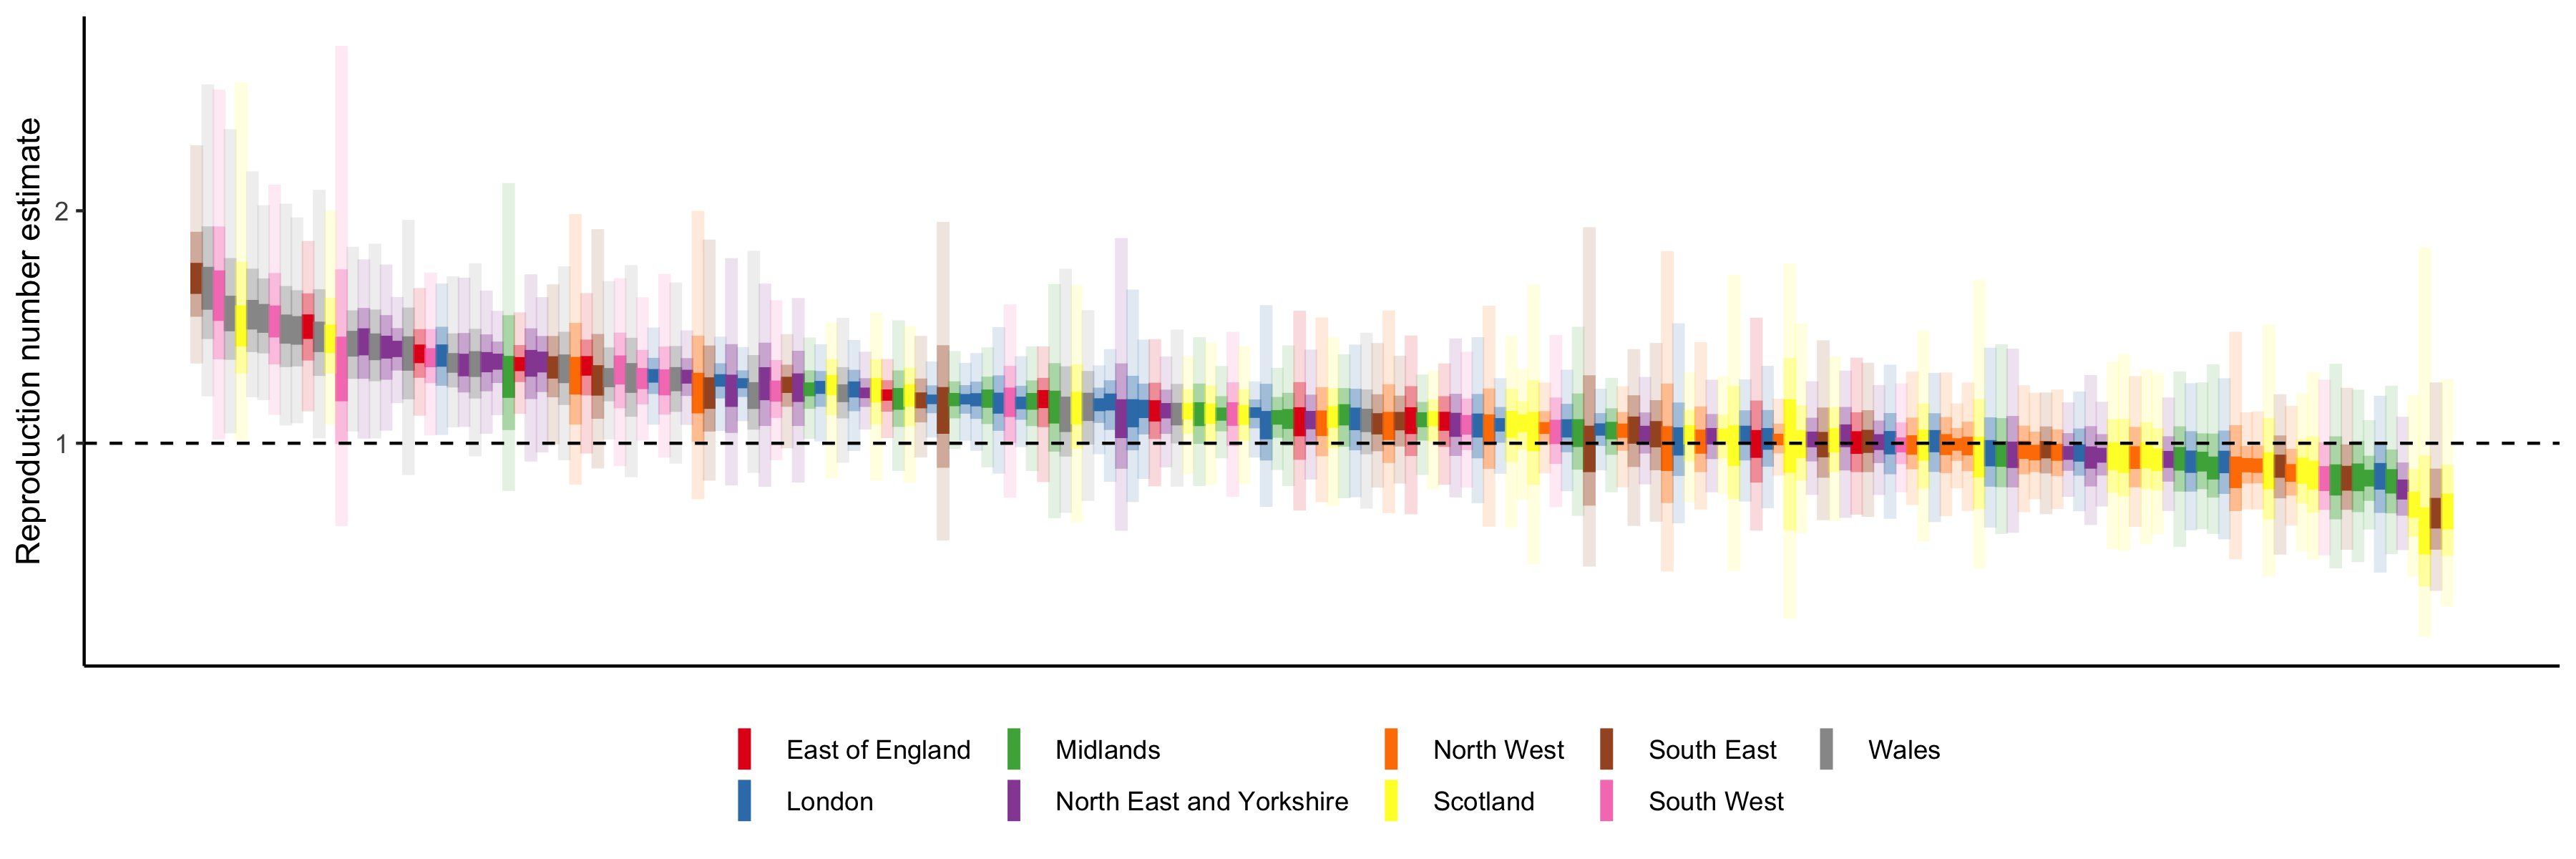 Reproduction number estimate
2
1
East of England
Midlands
North West
South East
Wales
London
North East and Yorkshire
Scotland
South West